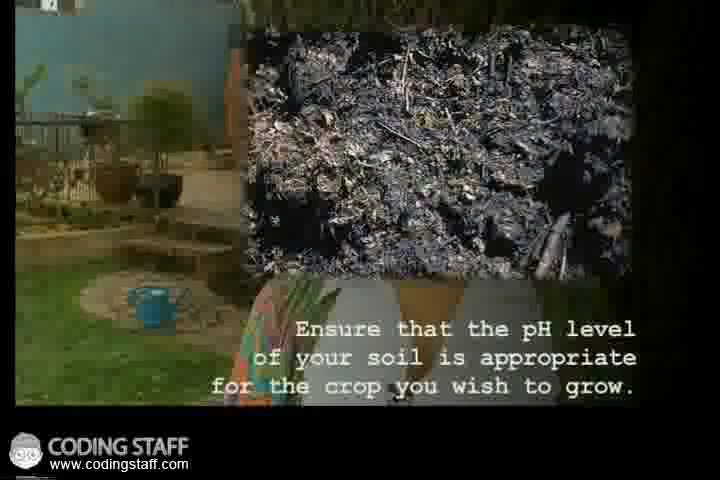 Ensure that the pH level
of your soil is appropriate
for the crop you wish to grow.
CODING STAFF
www.codingstaff.com